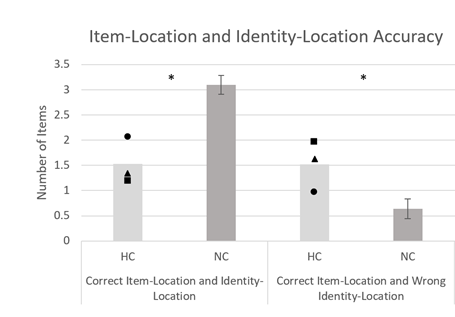 Item-Location and Identity-Location Accuracy
3.5
3
2.5
2
1.5
1
0.5
0
Number of Items
*
*
HC
NC
HC
NC
Correct Item-Location and Identity-
Location
Correct Item-Location and Wrong
Identity-Location